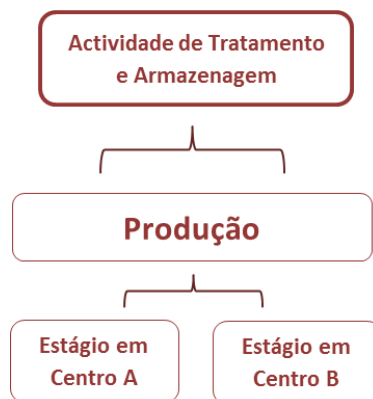 Actividade de Tratamento
e Armazenagem
Produção
Estágio em
Centro A
Estágio em
Centro B